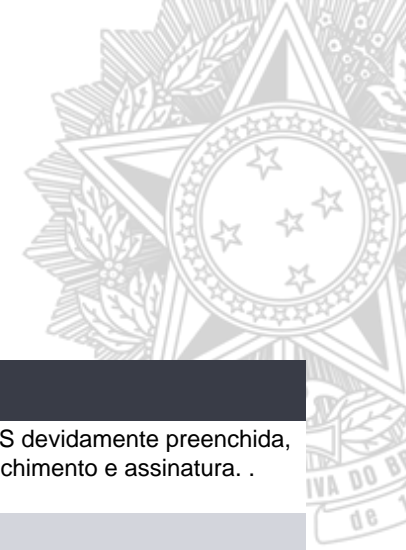 S devidamente preenchida,
chimento e assinatura. .
IVA DO B
de 1